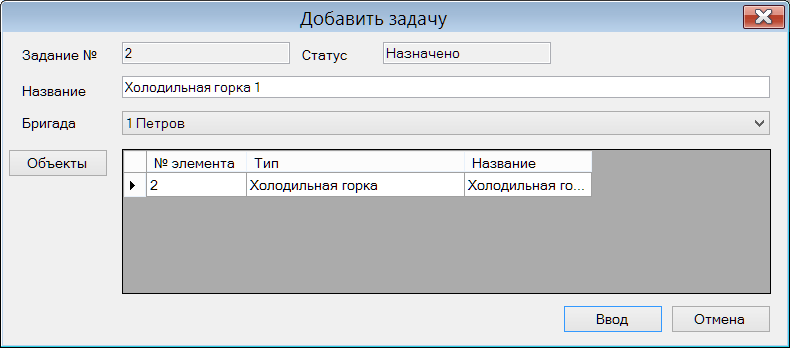 Добавить задачу
Задание № 2 Статус Назначено
Название Холодильная горка 1
Бригада 1 Петров
Объекты № элемента Тип Название
2 Холодильная горка Холодильная го...
Ввод Отмена